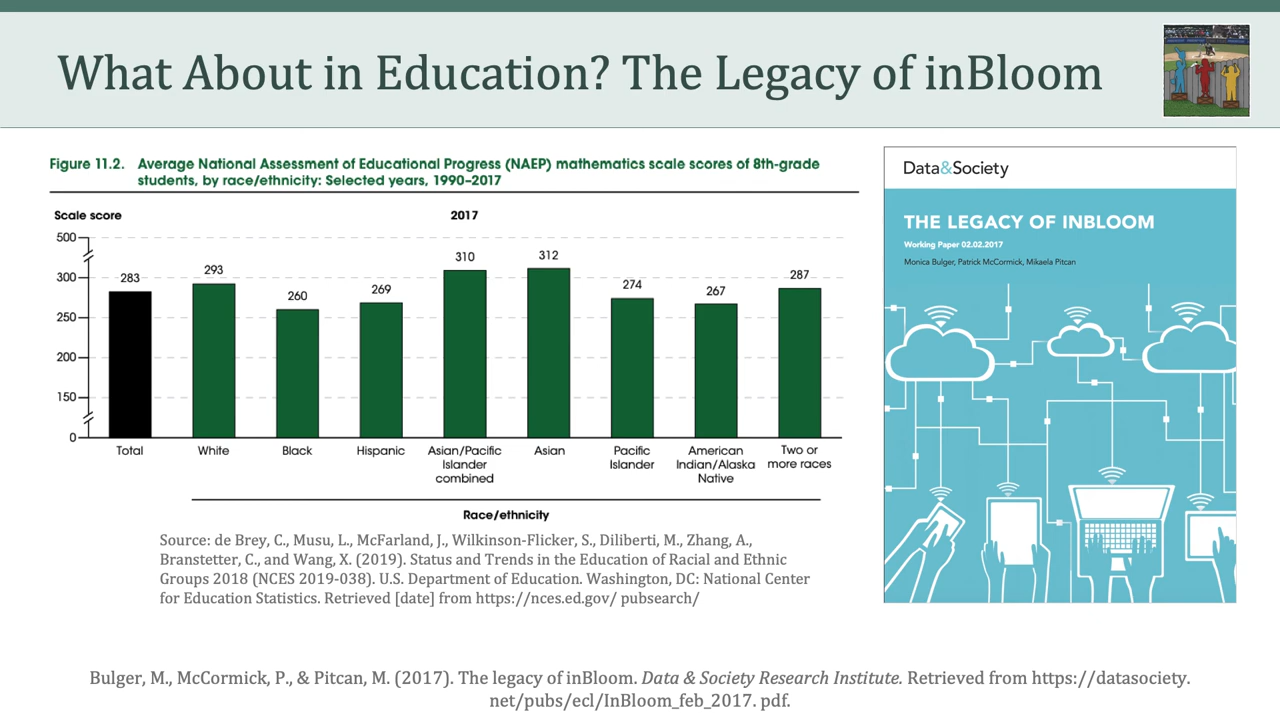 What About in Education? The Legacy of inBloom
Figure 11.2. Average National Assessment of Educational Progress (NAEP) mathematics scale scores of 8th-grade
students, by race/ethnicity: Selected years, 1990–2017
Scale score
2017
500
300
250
200
150
0
283
293
260
269
310
312
274
267
287
Total
White
Black
Hispanic
Asian/Pacific
Islander
combined
Asian
Pacific
Islander
American
Indian/Alaska
Native
Two or
more races
Race/ethnicity
Source: de Brey, C., Musu, L., McFarland, J., Wilkinson-Flicker, S., Diliberti, M., Zhang, A.,
Branstetter, C., and Wang, X. (2019). Status and Trends in the Education of Racial and Ethnic
Groups 2018 (NCES 2019-038). U.S. Department of Education. Washington, DC: National Center
for Education Statistics. Retrieved [date] from https://nces.ed.gov/ pubsearch/
Data&Society
THE LEGACY OF INBLOOM
Working Paper 02.02.2017
Monica Bulger, Patrick McCormick, Mikaela Pitcan
Bulger, M., McCormick, P., & Pitcan, M. (2017). The legacy of inBloom. Data & Society Research Institute. Retrieved from https://datasociety.
net/pubs/ecl/InBloom_feb_2017. pdf.